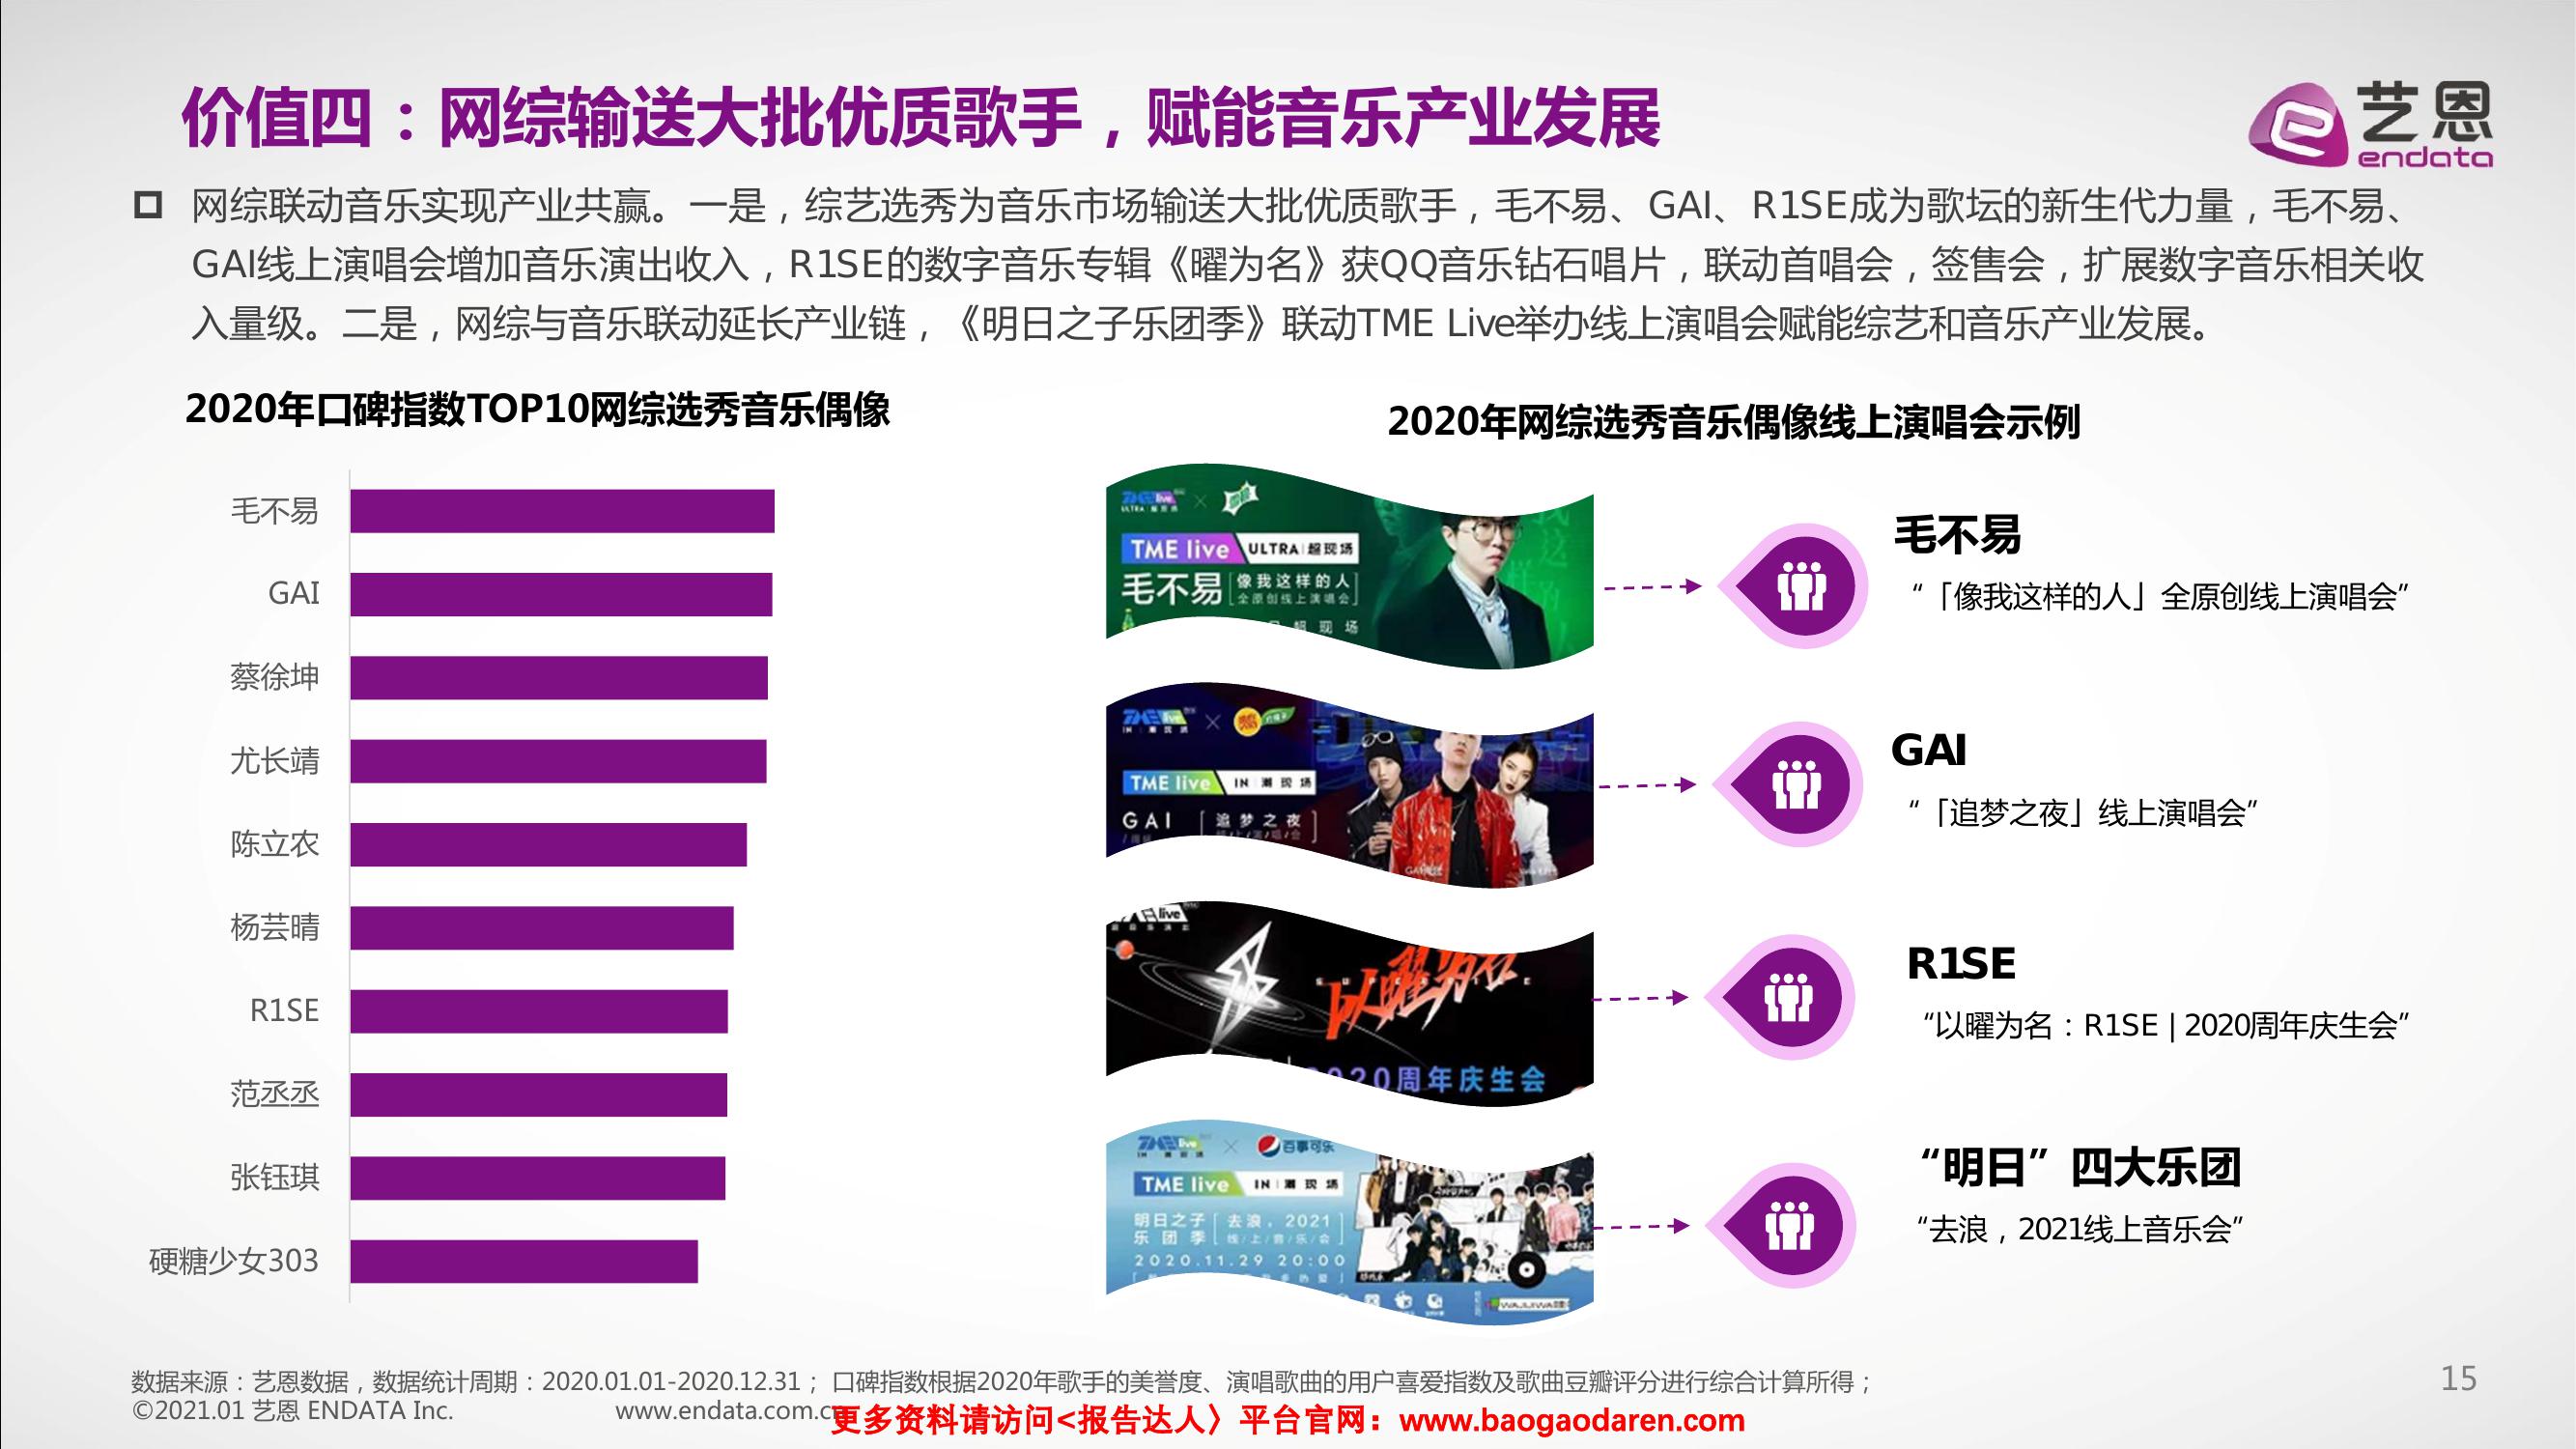 价值四：网综输送大批优质歌手，赋能音乐产业发展
艺恩
endata
网综联动音乐实现产业共赢。一是，综艺选秀为音乐市场输送大批优质歌手，毛不易、GAI、R1SE成为歌坛的新生代力量，毛不易、
GAI线上演唱会增加音乐演出收入，R1SE的数字音乐专辑《曜为名》获QQ音乐钻石唱片，联动首唱会，签售会，扩展数字音乐相关收
入量级。二是，网综与音乐联动延长产业链，《明日之子乐团季》联动TME Live举办线上演唱会赋能综艺和音乐产业发展。
2020年口碑指数TOP10网综选秀音乐偶像
毛不易
GAI
蔡徐坤
尤长靖
陈立农
杨芸晴
R1SE
范丞丞
张钰琪
硬糖少女303
2020年网综选秀音乐偶像线上演唱会示例
TME live ULTRA 超现场
毛不易 像我这样的人
全原创线上演唱会
毛不易
“「像我这样的人」全原创线上演唱会”
TME live IN 潮现场
GAI 追梦之夜
GAI
“「追梦之夜」线上演唱会”
以曜为名
2020周年庆生会
R1SE
“以曜为名：R1SE | 2020周年庆生会”
百事可乐
TME live IN 潮现场
明日之子 去浪，2021
乐团季 线/上/音/乐/会
2020.11.29 20:00
“明日”四大乐团
“去浪，2021线上音乐会”
数据来源：艺恩数据，数据统计周期：2020.01.01-2020.12.31； 口碑指数根据2020年歌手的美誉度、演唱歌曲的用户喜爱指数及歌曲豆瓣评分进行综合计算所得；
15
©2021.01 艺恩 ENDATA Inc. www.endata.com.cn
更多资料请访问<报告达人〉平台官网：www.baogaodaren.com